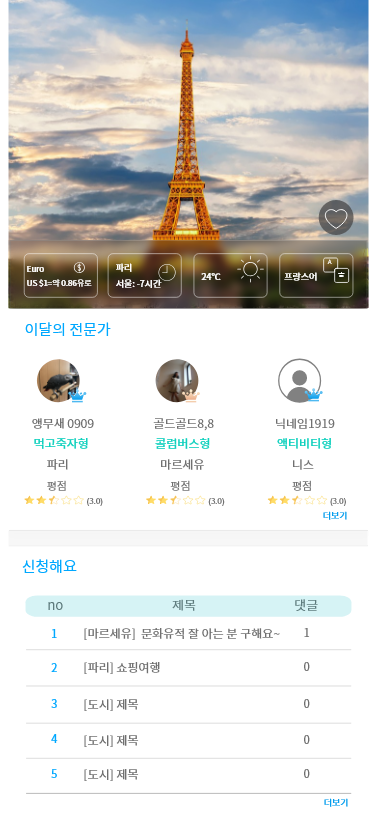 Euro
US $1=약 0.86유로
파리
서울: -7시간
24℃
프랑스어
A
이달의 전문가
앵무새 0909 골드골드8,8 닉네임1919
먹고죽자형 콜럼버스형 액티비티형
파리 마르세유 니스
평점 평점 평점
(3.0) (3.0) (3.0)
더보기
신청해요
no 제목 댓글
1 [마르세유] 문화유적 잘 아는 분 구해요~ 1
2 [파리] 쇼핑여행 0
3 [도시] 제목 0
4 [도시] 제목 0
5 [도시] 제목 0
더보기